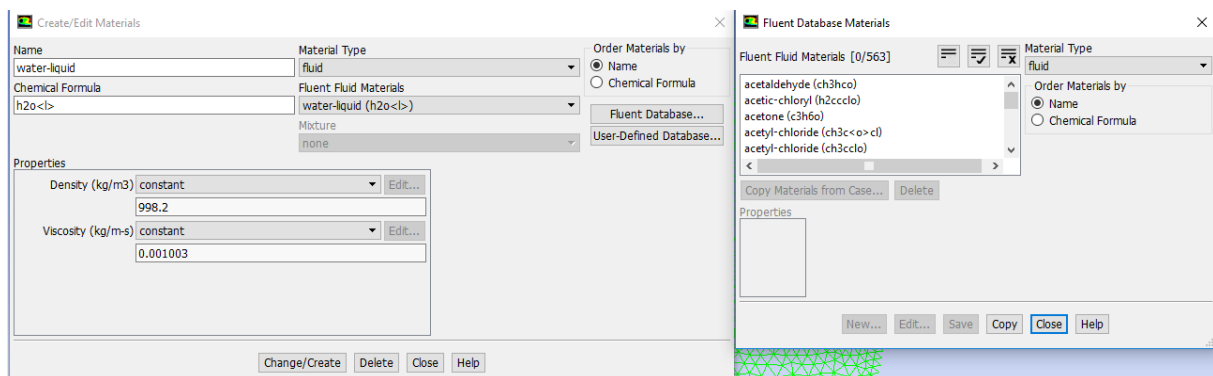 Create/Edit Materials
Name
water-liquid
Chemical Formula
h2o<l>
Material Type
fluid
Fluent Fluid Materials
water-liquid (h2o<l>)
Mixture
none
Order Materials by
Name
Chemical Formula
Fluent Database...
User-Defined Database...
Properties
Density (kg/m3) constant Edit...
998.2
Viscosity (kg/m-s) constant Edit...
0.001003
Change/Create Delete Close Help
Fluent Database Materials
Fluent Fluid Materials [0/563]
acetaldehyde (ch3hco)
acetic-chloryl (h2ccclo)
acetone (c3h6o)
acetyl-chloride (ch3c<o>cl)
acetyl-chloride (ch3cclo)
Material Type
fluid
Order Materials by
Name
Chemical Formula
Copy Materials from Case... Delete
Properties
New... Edit... Save Copy Close Help